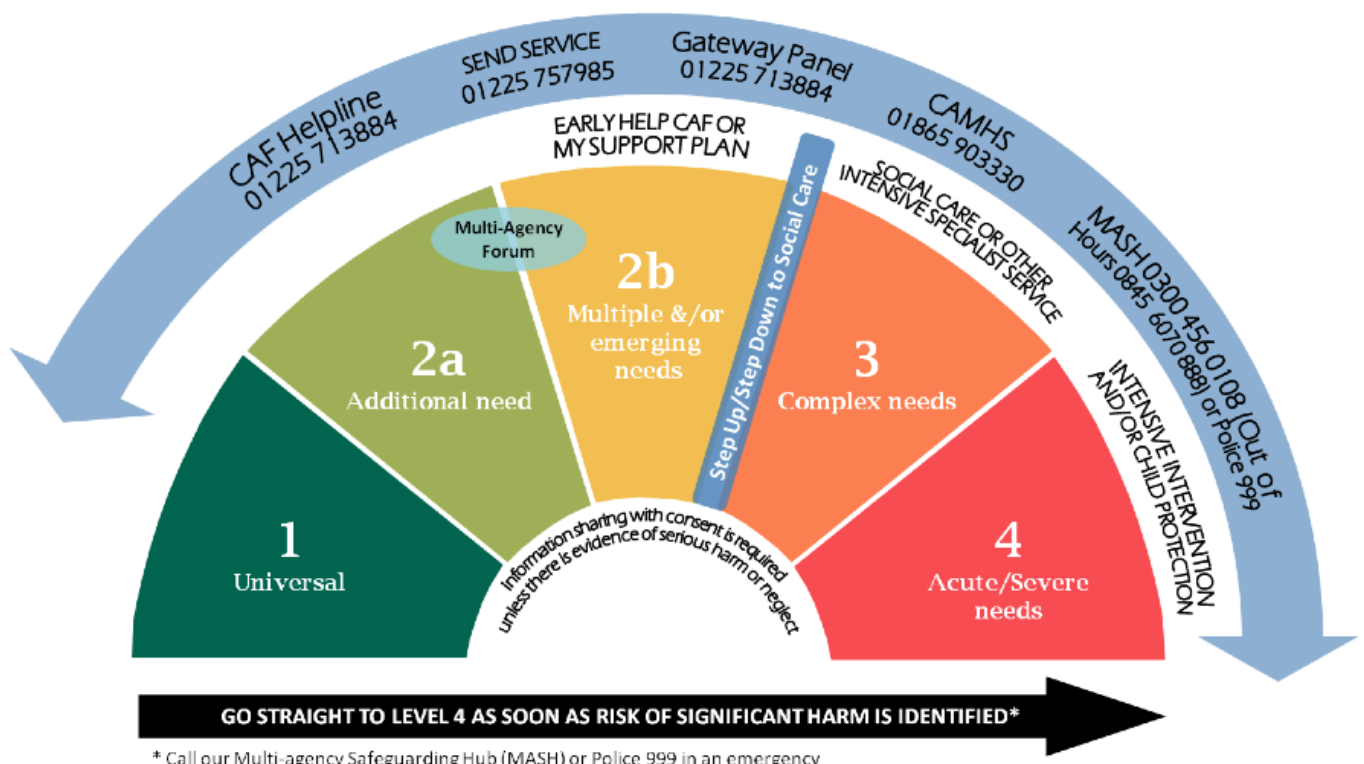 CAF Helpline
01225 713884
SEND SERVICE
01225 757985
Gateway Panel
01225 713884
CAMHS
01865 903330
MASH 0300 456 0108 (Out of
Hours 0845 6070 888) or Police 999
EARLY HELP CAF OR
MY SUPPORT PLAN
SOCIAL CARE OR OTHER
INTENSIVE SPECIALIST SERVICE
INTENSIVE INTERVENTION
AND/OR CHILD PROTECTION
1
Universal
2a
Additional need
Multi-Agency
Forum
2b
Multiple &/or
emerging
needs
Step Up/Step Down to Social Care
3
Complex needs
4
Acute/Severe
needs
Information sharing with consent is required
unless there is evidence of serious harm or neglect
GO STRAIGHT TO LEVEL 4 AS SOON AS RISK OF SIGNIFICANT HARM IS IDENTIFIED*
* Call our Multi-agency Safeguarding Hub (MASH) or Police 999 in an emergency